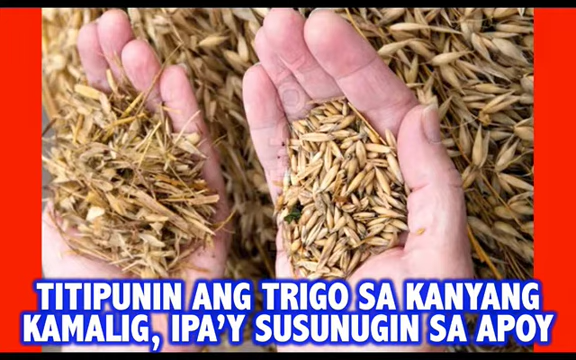 TITIPUNIN ANG TRIGO SA KANYANG
KAMALIG, IPA'Y SUSUNUGIN SA APOY